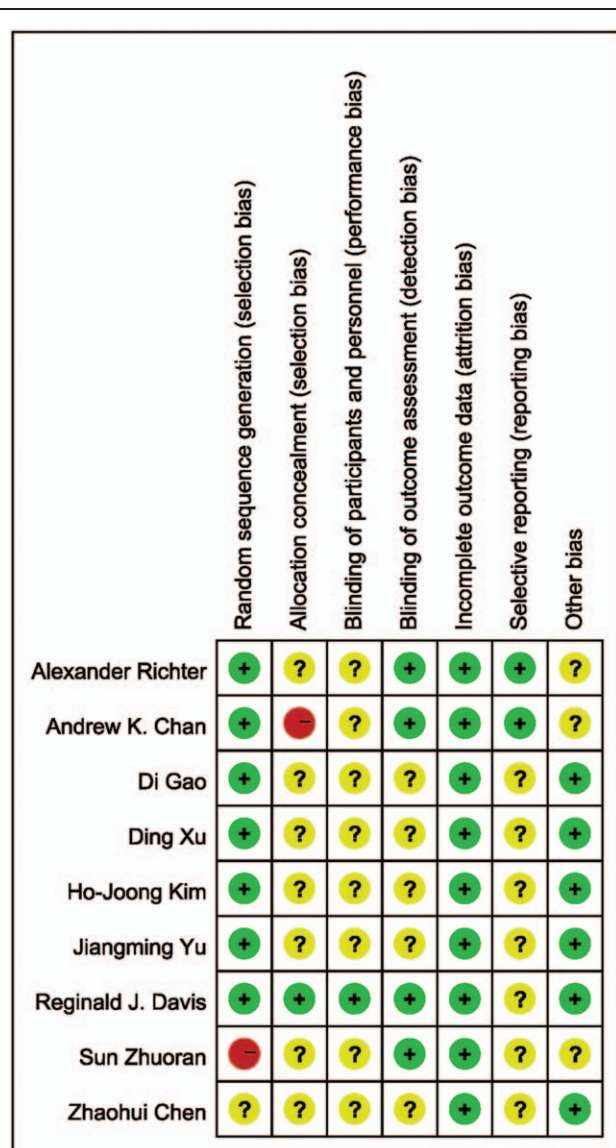 Random sequence generation (selection bias)
Allocation concealment (selection bias)
Blinding of participants and personnel (performance bias)
Blinding of outcome assessment (detection bias)
Incomplete outcome data (attrition bias)
Selective reporting (reporting bias)
Other bias
Alexander Richter + ? ? + + + ?
Andrew K. Chan + - ? + + + ?
Di Gao + ? ? ? + ? +
Ding Xu + ? ? ? + ? +
Ho-Joong Kim + ? ? ? + ? +
Jiangming Yu + ? ? ? + ? +
Reginald J. Davis + + + + + ? +
Sun Zhuoran - ? ? + + ? ?
Zhaohui Chen ? ? ? ? + ? +